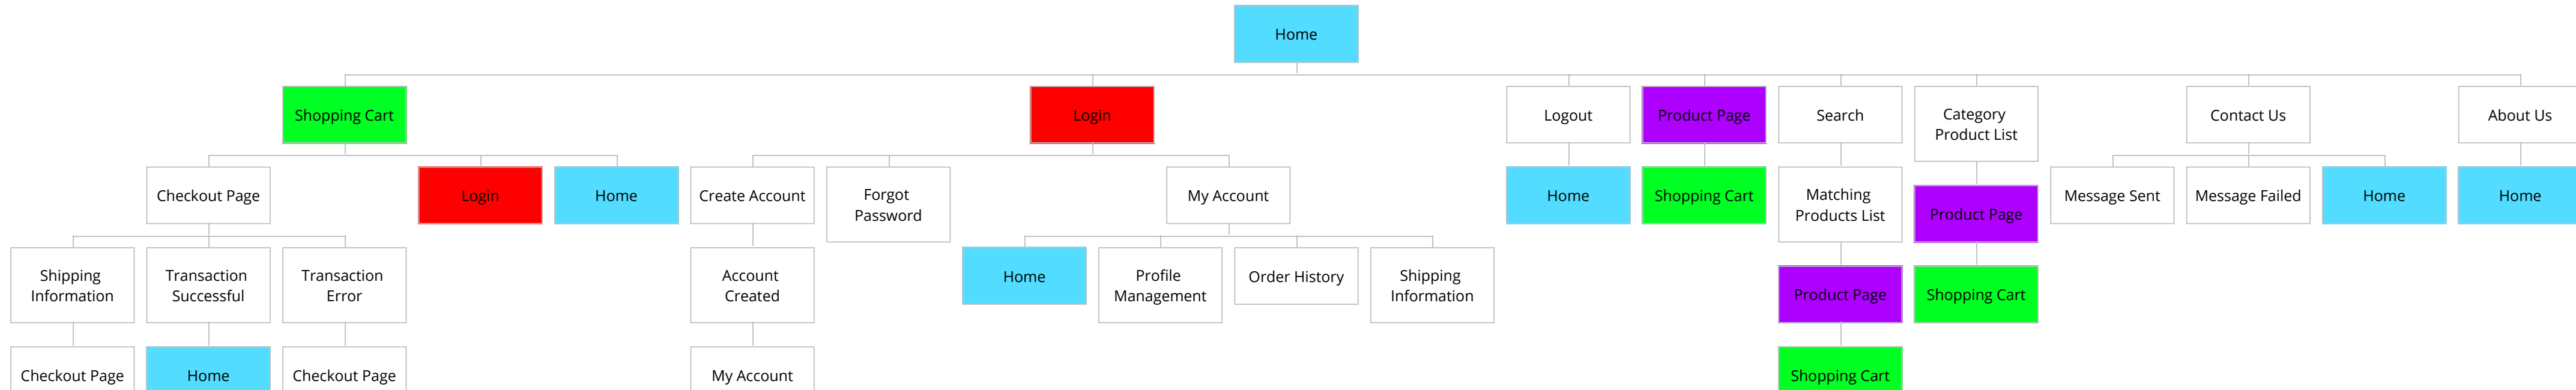 Home
Shopping Cart
Login
Logout
Product Page
Search
Category
Product List
Contact Us
About Us
Checkout Page
Login
Home
Create Account
Forgot
Password
My Account
Home
Shopping Cart
Matching
Products List
Product Page
Message Sent
Message Failed
Home
Home
Shipping
Information
Transaction
Successful
Transaction
Error
Account
Created
Home
Profile
Management
Order History
Shipping
Information
Product Page
Shopping Cart
Checkout Page
Home
Checkout Page
My Account
Shopping Cart